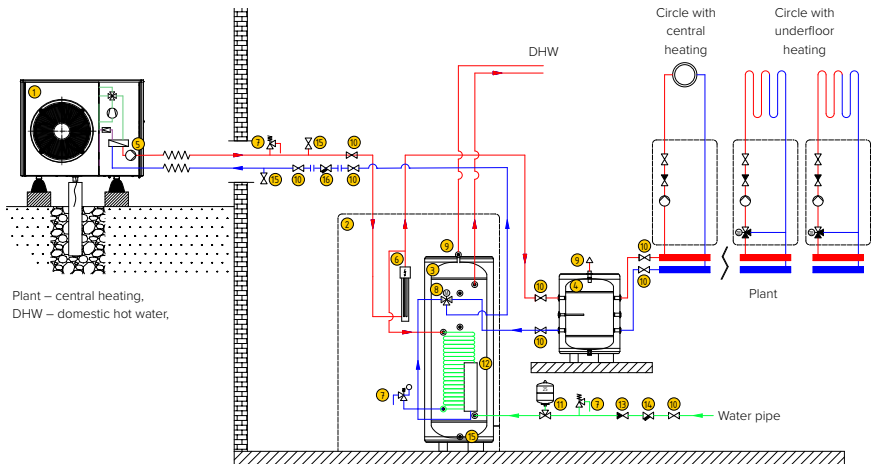 Circle with
central
heating
Circle with
underfloor
heating
DHW
1
5
7
15
10
15
10
16
10
2
6
9
3
8
12
7
15
9
4
10
10
10
10
11
7
13
14
10
Water pipe
Plant
Plant – central heating,
DHW – domestic hot water,